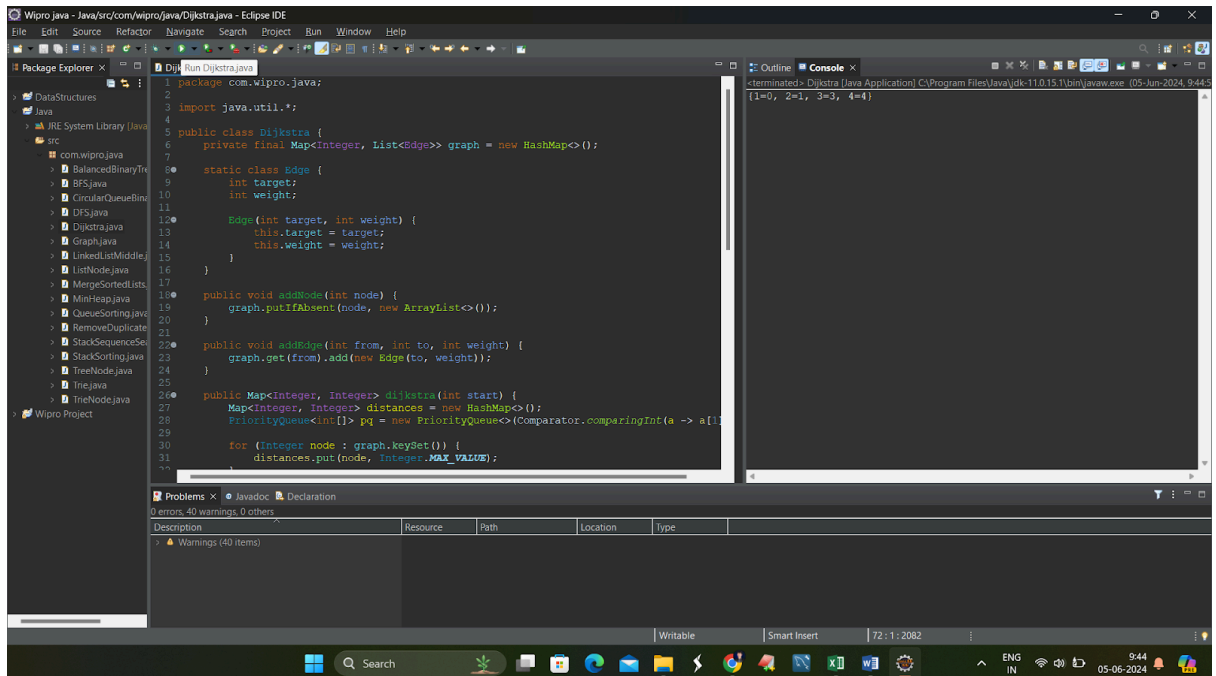 Wipro java - Java/src/com/wipro/java/Dijkstra.java - Eclipse IDE
File Edit Source Refactor Navigate Search Project Run Window Help
Package Explorer
DataStructures
Java
JRE System Library [Java
src
com.wipro.java
BalancedBinaryTre
BFS.java
CircularQueueBina
DFS.java
Dijkstra.java
Graph.java
LinkedListMiddle.j
ListNode.java
MergeSortedLists.
MinHeap.java
QueueSorting.java
RemoveDuplicate
StackSequenceSea
StackSorting.java
TreeNode.java
Trie.java
TrieNode.java
Wipro Project
Dijk
Run Dijkstra.java
1 package com.wipro.java;
2
3 import java.util.*;
4
5 public class Dijkstra {
6 private final Map<Integer, List<Edge>> graph = new HashMap<>();
7
8 static class Edge {
9 int target;
10 int weight;
11
12 Edge(int target, int weight) {
13 this.target = target;
14 this.weight = weight;
15 }
16 }
17
18 public void addNode(int node) {
19 graph.putIfAbsent(node, new ArrayList<>());
20 }
21
22 public void addEdge(int from, int to, int weight) {
23 graph.get(from).add(new Edge(to, weight));
24 }
25
26 public Map<Integer, Integer> dijkstra(int start) {
27 Map<Integer, Integer> distances = new HashMap<>();
28 PriorityQueue<int[]> pq = new PriorityQueue<>(Comparator.comparingInt(a -> a[1]
29
30 for (Integer node : graph.keySet()) {
31 distances.put(node, Integer.MAX_VALUE);
Outline Console
<terminated> Dijkstra [Java Application] C:\Program Files\Java\jdk-11.0.15.1\bin\javaw.exe (05-Jun-2024, 9:44:5
{1=0, 2=1, 3=3, 4=4}
Problems Javadoc Declaration
0 errors, 40 warnings, 0 others
Description Resource Path Location Type
Warnings (40 items)
Writable Smart Insert 72 : 1 : 2082
Search
ENG
IN
9:44
05-06-2024